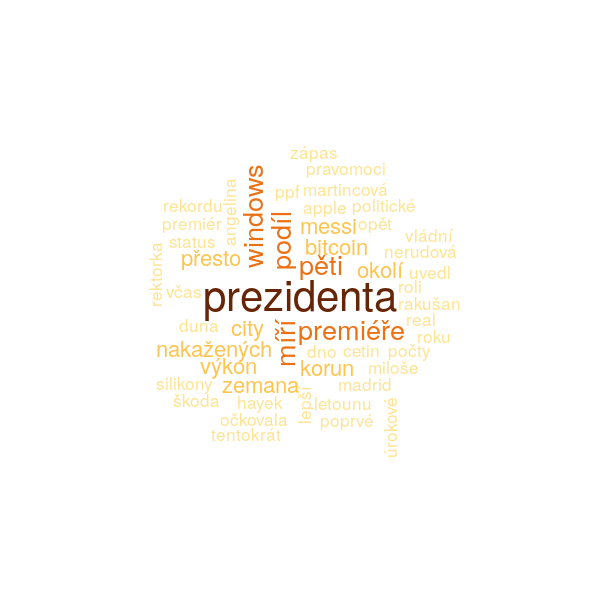 zápas
pravomoci
angelina
windows
ppf
martincová
rekordu
podíl
apple
politické
premiér
messi
opět
status
bitcoin
vládní
rektorka
přesto
pěti
okolí
nerudová
uvedl
včas
prezidenta
roli
rakušan
duna
city
míří
premiéře
real
roku
nakažených
dno
cetin
počty
výkon
korun
miloše
silikony
zemana
madrid
škoda
hayek
lepší
letounu
úrokové
očkovala
poprvé
tentokrát